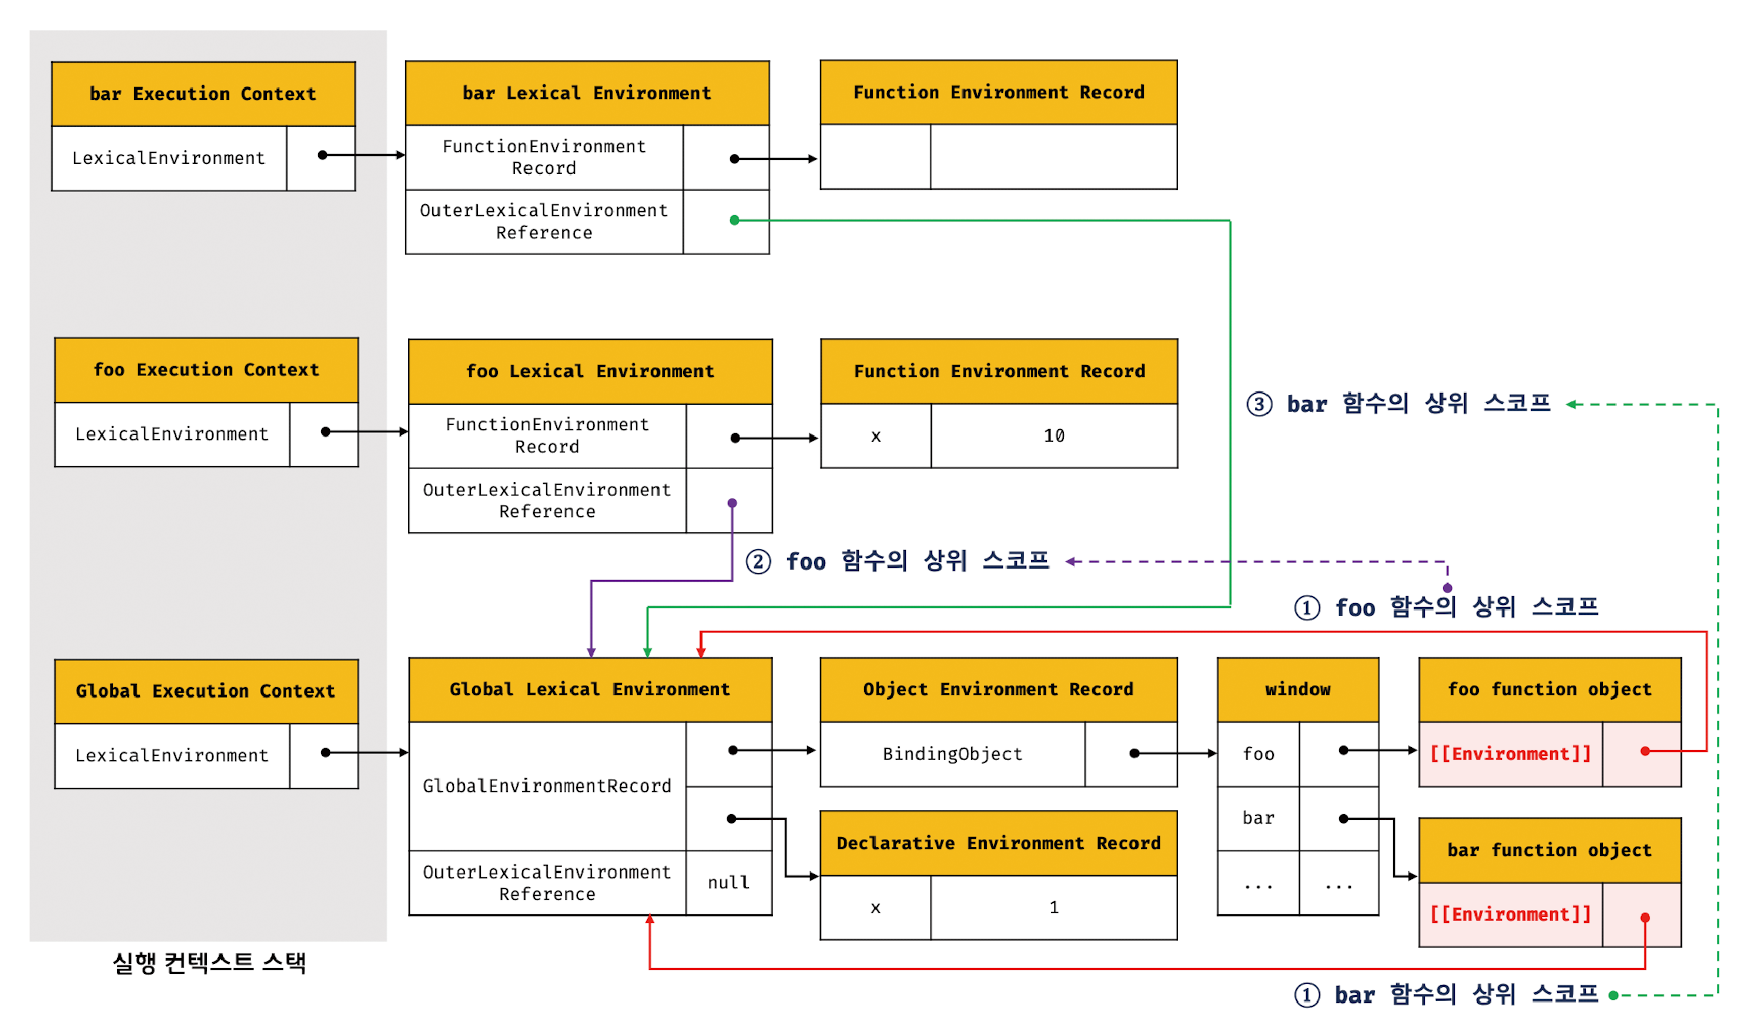 bar Execution Context
LexicalEnvironment
bar Lexical Environment
FunctionEnvironment
Record
OuterLexicalEnvironment
Reference
Function Environment Record
foo Execution Context
LexicalEnvironment
foo Lexical Environment
FunctionEnvironment
Record
OuterLexicalEnvironment
Reference
Function Environment Record
x
10
③ bar 함수의 상위 스코프
② foo 함수의 상위 스코프
① foo 함수의 상위 스코프
Global Execution Context
LexicalEnvironment
Global Lexical Environment
GlobalEnvironmentRecord
OuterLexicalEnvironment
Reference
null
Object Environment Record
BindingObject
Declarative Environment Record
x
1
window
foo
bar
...
...
foo function object
[[Environment]]
bar function object
[[Environment]]
실행 컨텍스트 스택
① bar 함수의 상위 스코프